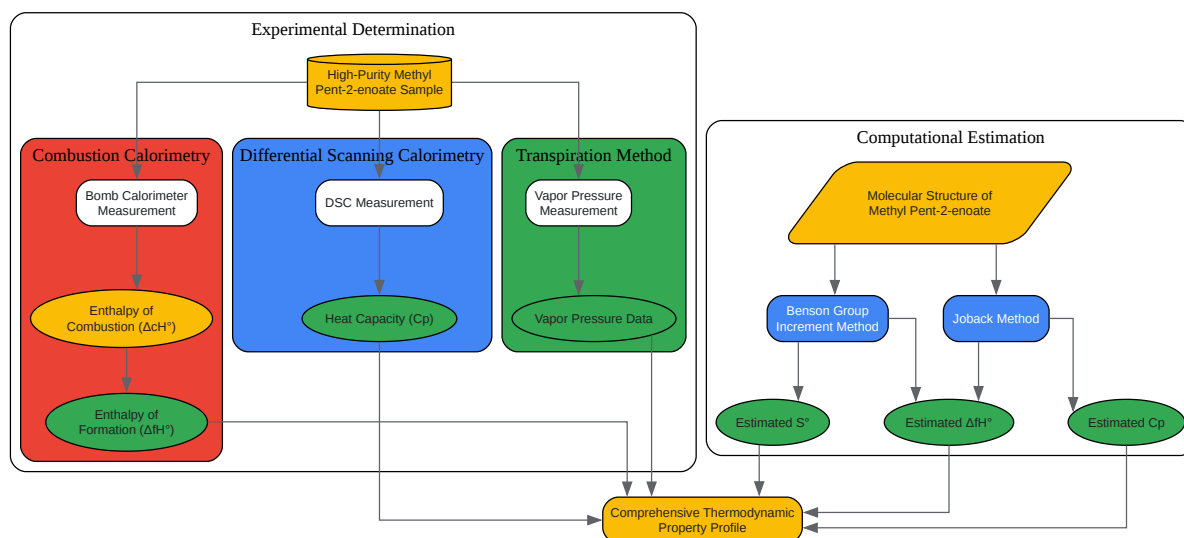 Experimental Determination
High-Purity Methyl
Pent-2-enoate Sample
Combustion Calorimetry
Differential Scanning Calorimetry
Transpiration Method
Bomb Calorimeter
Measurement
DSC Measurement
Vapor Pressure
Measurement
Enthalpy of
Combustion (ΔcH°)
Heat Capacity (Cp)
Vapor Pressure Data
Enthalpy of
Formation (ΔfH°)
Computational Estimation
Molecular Structure of
Methyl Pent-2-enoate
Benson Group
Increment Method
Joback Method
Estimated S°
Estimated ΔfH°
Estimated Cp
Comprehensive Thermodynamic
Property Profile